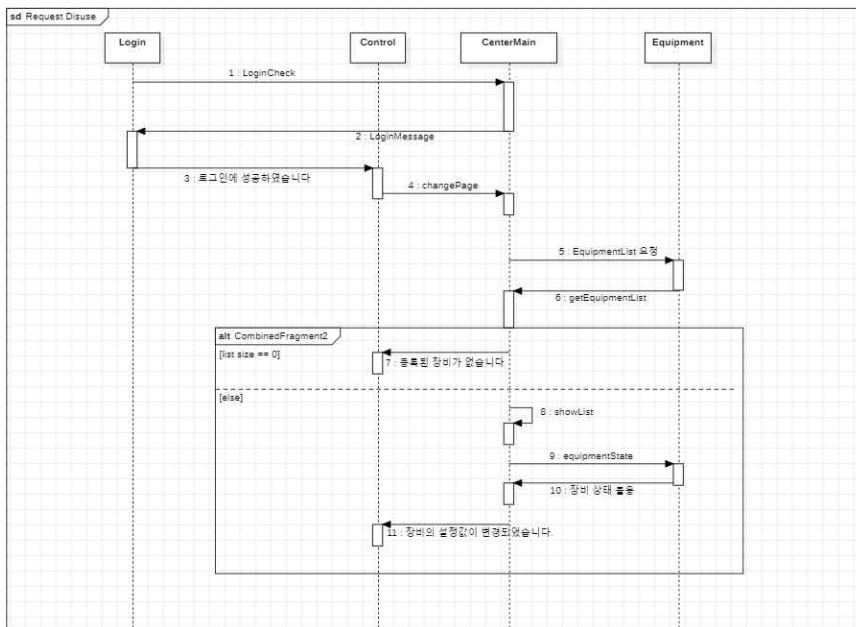 sd Request Disuse
Login
Control
CenterMain
Equipment
1 : LoginCheck
2 : LoginMessage
3 : 로그인에 성공하였습니다
4 : changePage
5 : EquipmentList 요청
6 : getEquipmentList
alt CombinedFragment2
[list size == 0]
7 : 등록된 장비가 없습니다
[else]
8 : showList
9 : equipmentState
10 : 장비 상태 불용
11 : 장비의 설정값이 변경되었습니다.